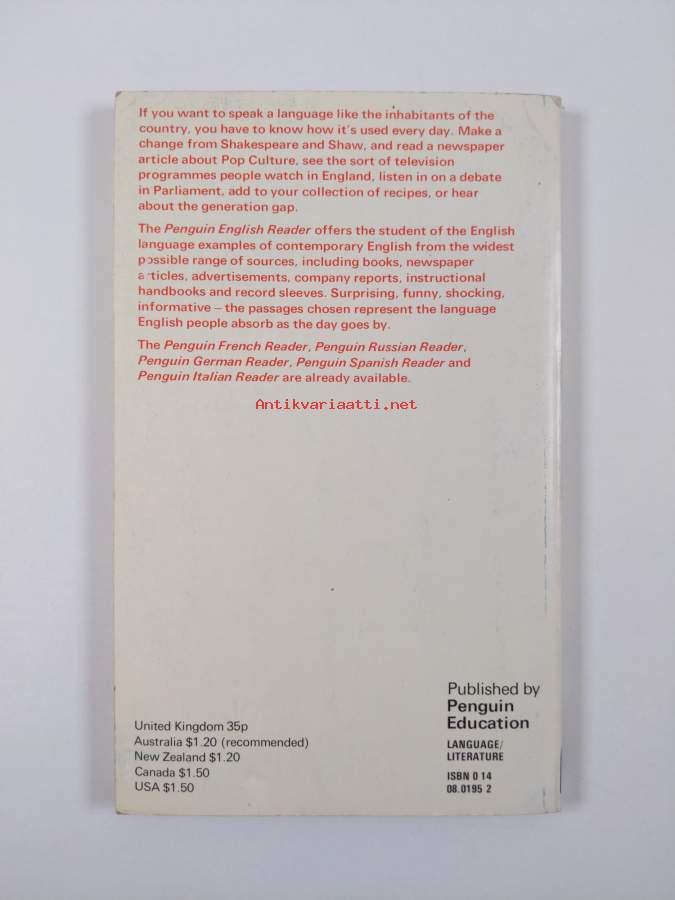 If you want to speak a language like the inhabitants of the
country, you have to know how it's used every day. Make a
change from Shakespeare and Shaw, and read a newspaper
article about Pop Culture, see the sort of television
programmes people watch in England, listen in on a debate
in Parliament, add to your collection of recipes, or hear
about the generation gap.
The Penguin English Reader offers the student of the English
language examples of contemporary English from the widest
possible range of sources, including books, newspaper
articles, advertisements, company reports, instructional
handbooks and record sleeves. Surprising, funny, shocking,
informative – the passages chosen represent the language
English people absorb as the day goes by.
The Penguin French Reader, Penguin Russian Reader,
Penguin German Reader, Penguin Spanish Reader and
Penguin Italian Reader are already available.
Antikvariaatti.net
United Kingdom 35p
Australia $1.20 (recommended)
New Zealand $1.20
Canada $1.50
USA $1.50
Published by
Penguin
Education
LANGUAGE/
LITERATURE
ISBN 0 14
08.0195 2